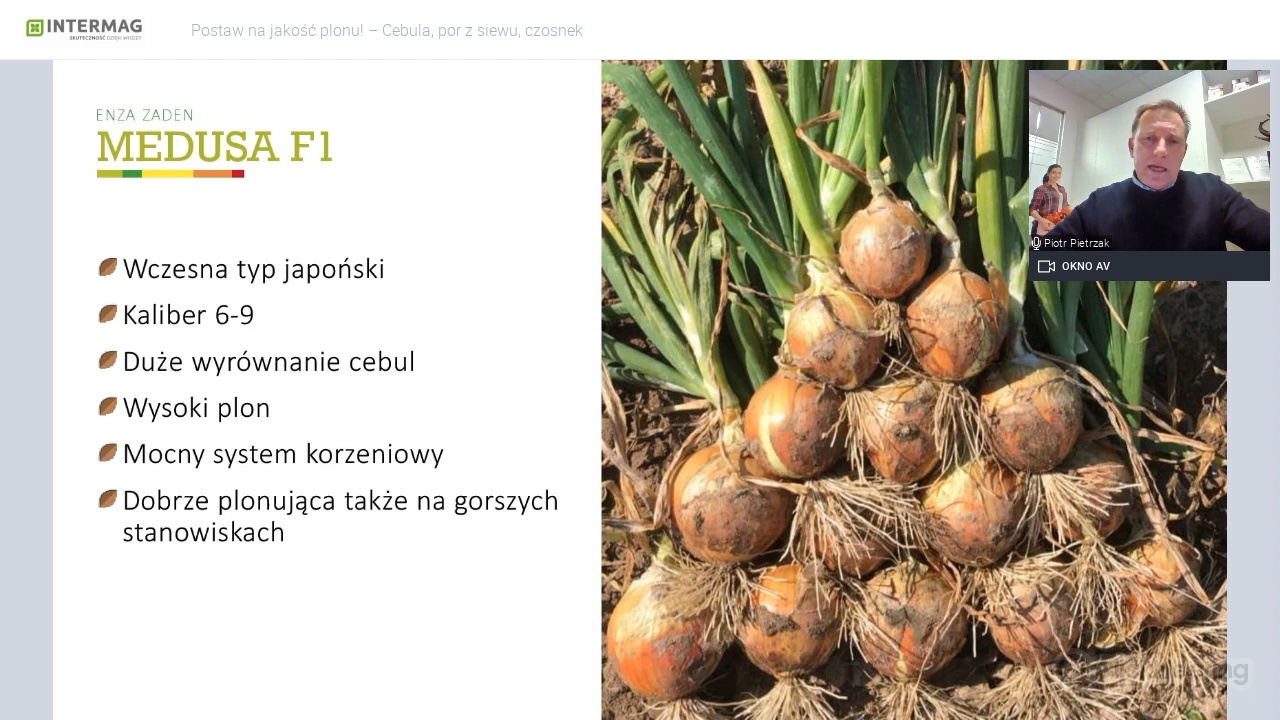 INTERMAG
SKUTECZNOŚĆ DZIĘKI WIEDZY
Postaw na jakość plonu! – Cebula, por z siewu, czosnek
ENZA ZADEN
MEDUSA F1
Wczesna typ japoński
Kaliber 6-9
Duże wyrównanie cebul
Wysoki plon
Mocny system korzeniowy
Dobrze plonująca także na gorszych
stanowiskach
Piotr Pietrzak
OKNO AV